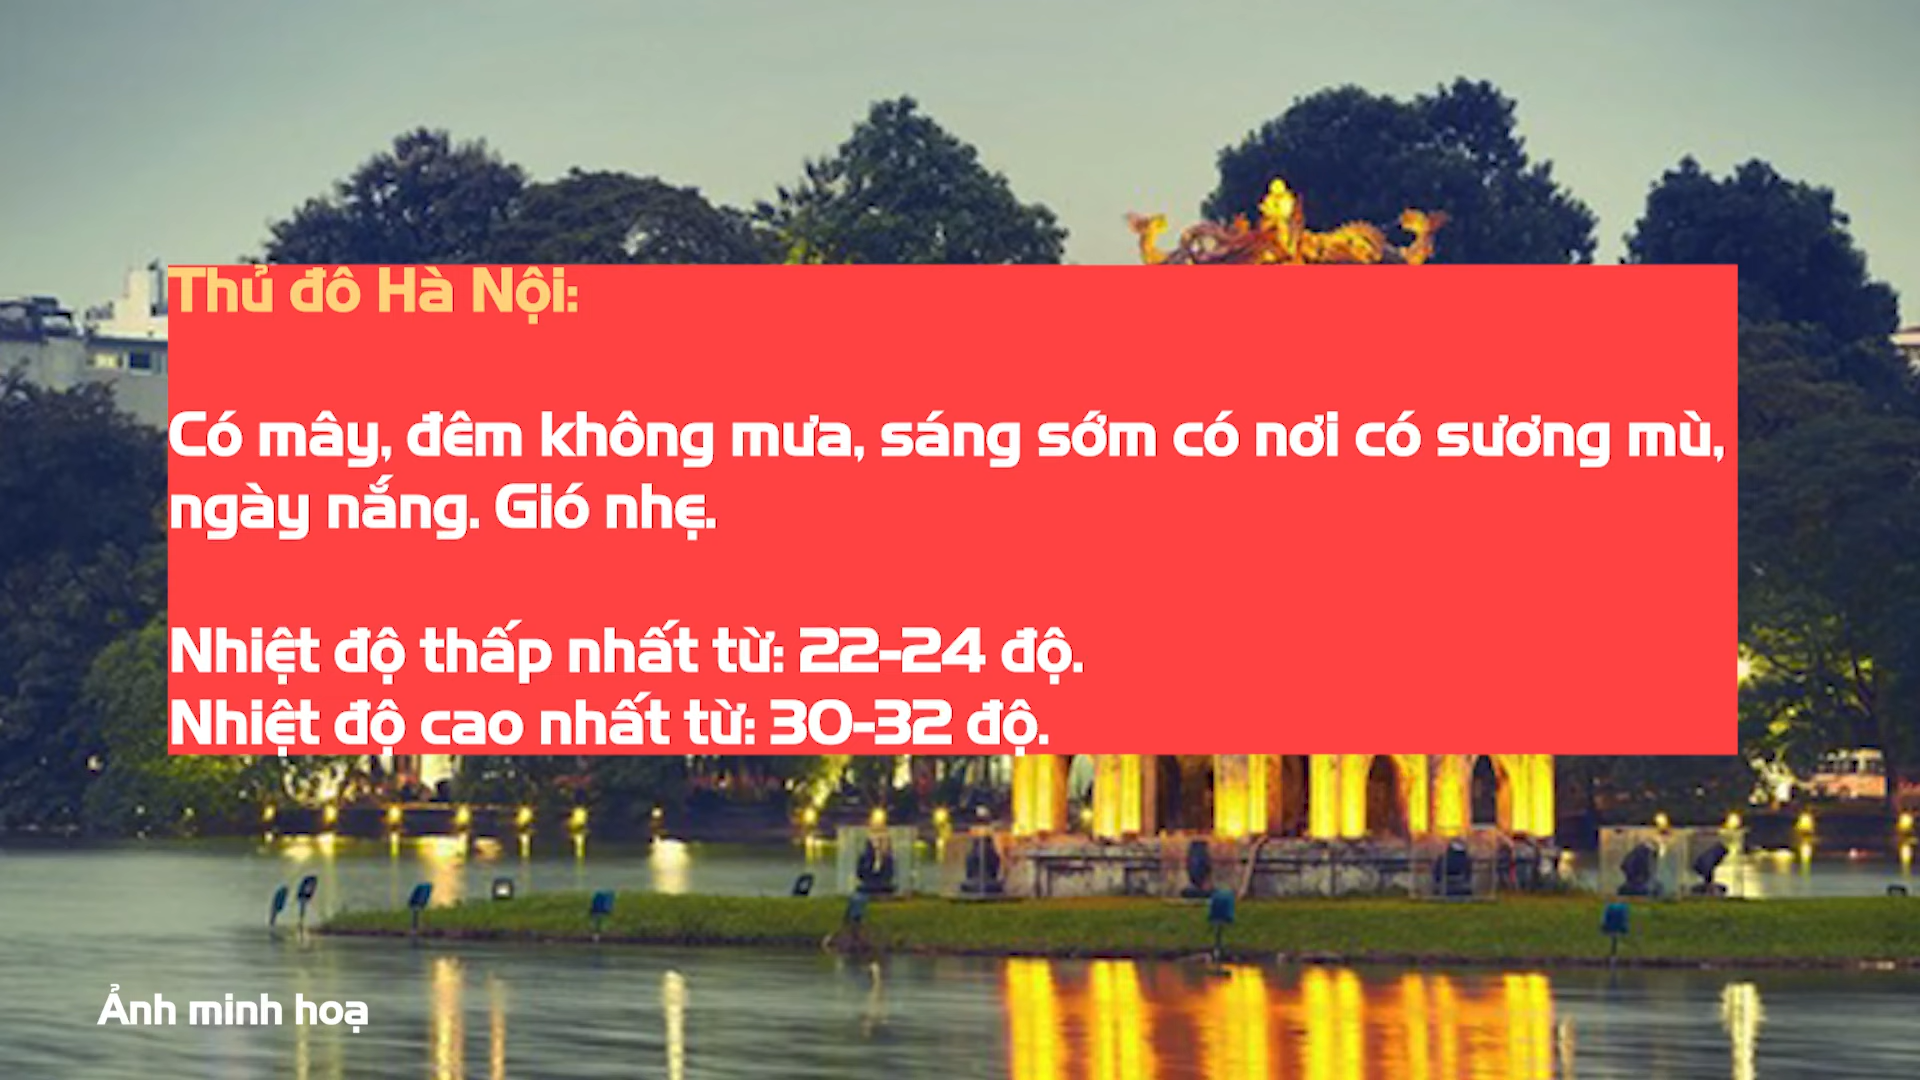 Thủ đô Hà Nội:
Có mây, đêm không mưa, sáng sớm có nơi có sương mù,
ngày nắng. Gió nhẹ.
Nhiệt độ thấp nhất từ: 22-24 độ.
Nhiệt độ cao nhất từ: 30-32 độ.
Ảnh minh hoạ